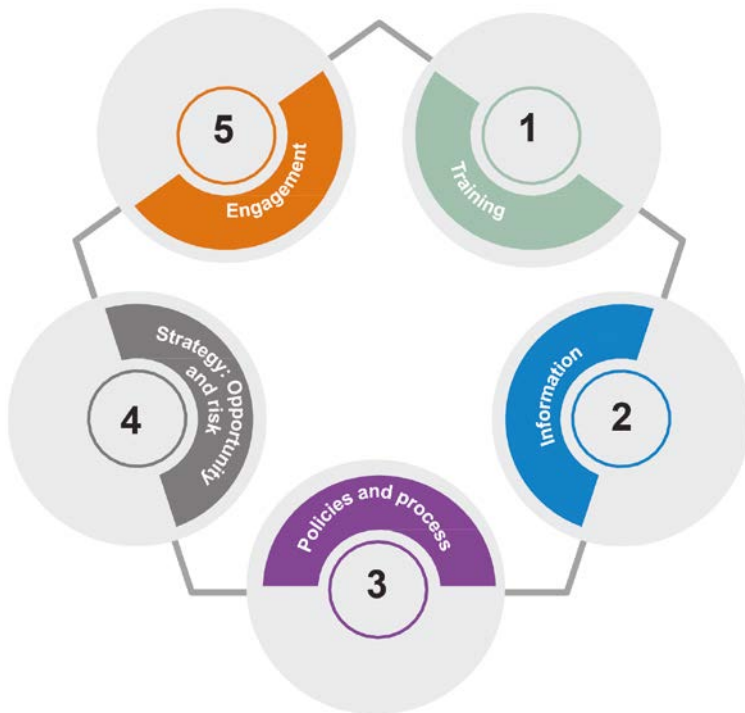 1
Training
2
Information
3
Policies and process
4
Strategy: Opportunity
and risk
5
Engagement